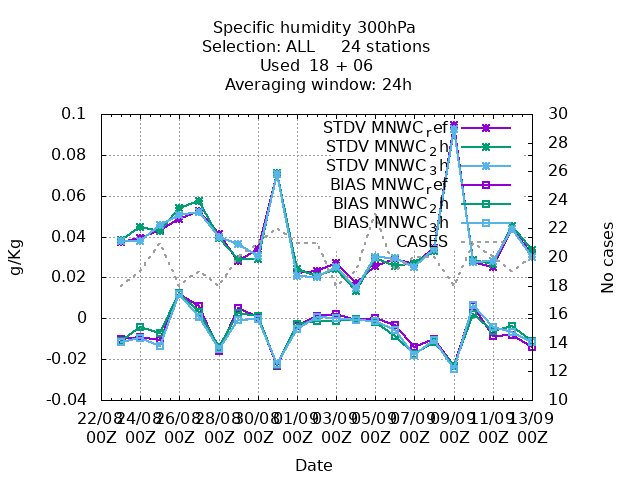 Specific humidity 300hPa
Selection: ALL 24 stations
Used 18 + 06
Averaging window: 24h
0.1 30
STDV MNWC_ref
28
STDV MNWC_2h
0.08
STDV MNWC_3h
26
BIAS MNWC_ref
0.06 24
BIAS MNWC_2h
BIAS MNWC_3h
22
0.04
CASES
20
0.02
18
0 16
14
-0.02
12
-0.04 10
g/Kg
No cases
22/08 24/08 26/08 28/08 30/08 01/09 03/09 05/09 07/09 09/09 11/09 13/09
00Z 00Z 00Z 00Z 00Z 00Z 00Z 00Z 00Z 00Z 00Z 00Z
Date